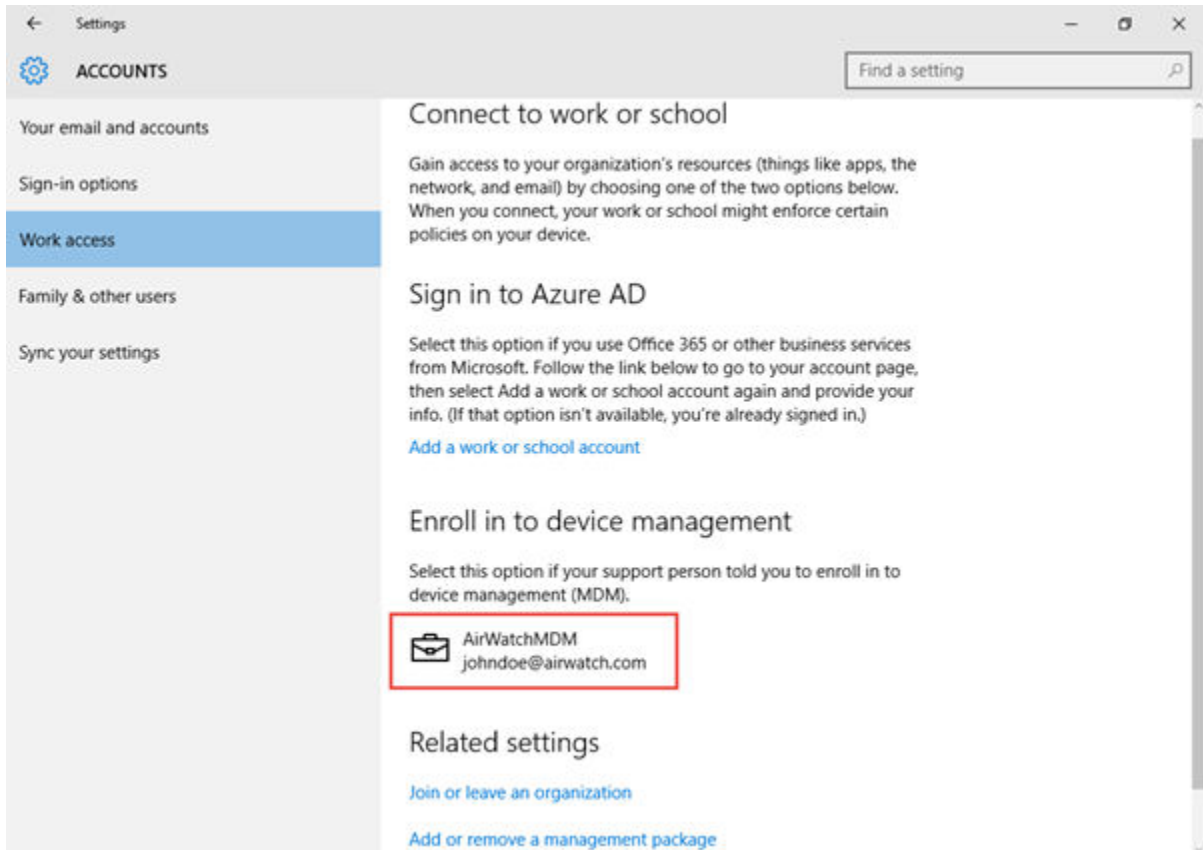 Settings
ACCOUNTS
Find a setting
Your email and accounts
Sign-in options
Work access
Family & other users
Sync your settings
Connect to work or school
Gain access to your organization's resources (things like apps, the
network, and email) by choosing one of the two options below.
When you connect, your work or school might enforce certain
policies on your device.
Sign in to Azure AD
Select this option if you use Office 365 or other business services
from Microsoft. Follow the link below to go to your account page,
then select Add a work or school account again and provide your
info. (If that option isn't available, you're already signed in.)
Add a work or school account
Enroll in to device management
Select this option if your support person told you to enroll in to
device management (MDM).
AirWatchMDM
johndoe@airwatch.com
Related settings
Join or leave an organization
Add or remove a management package